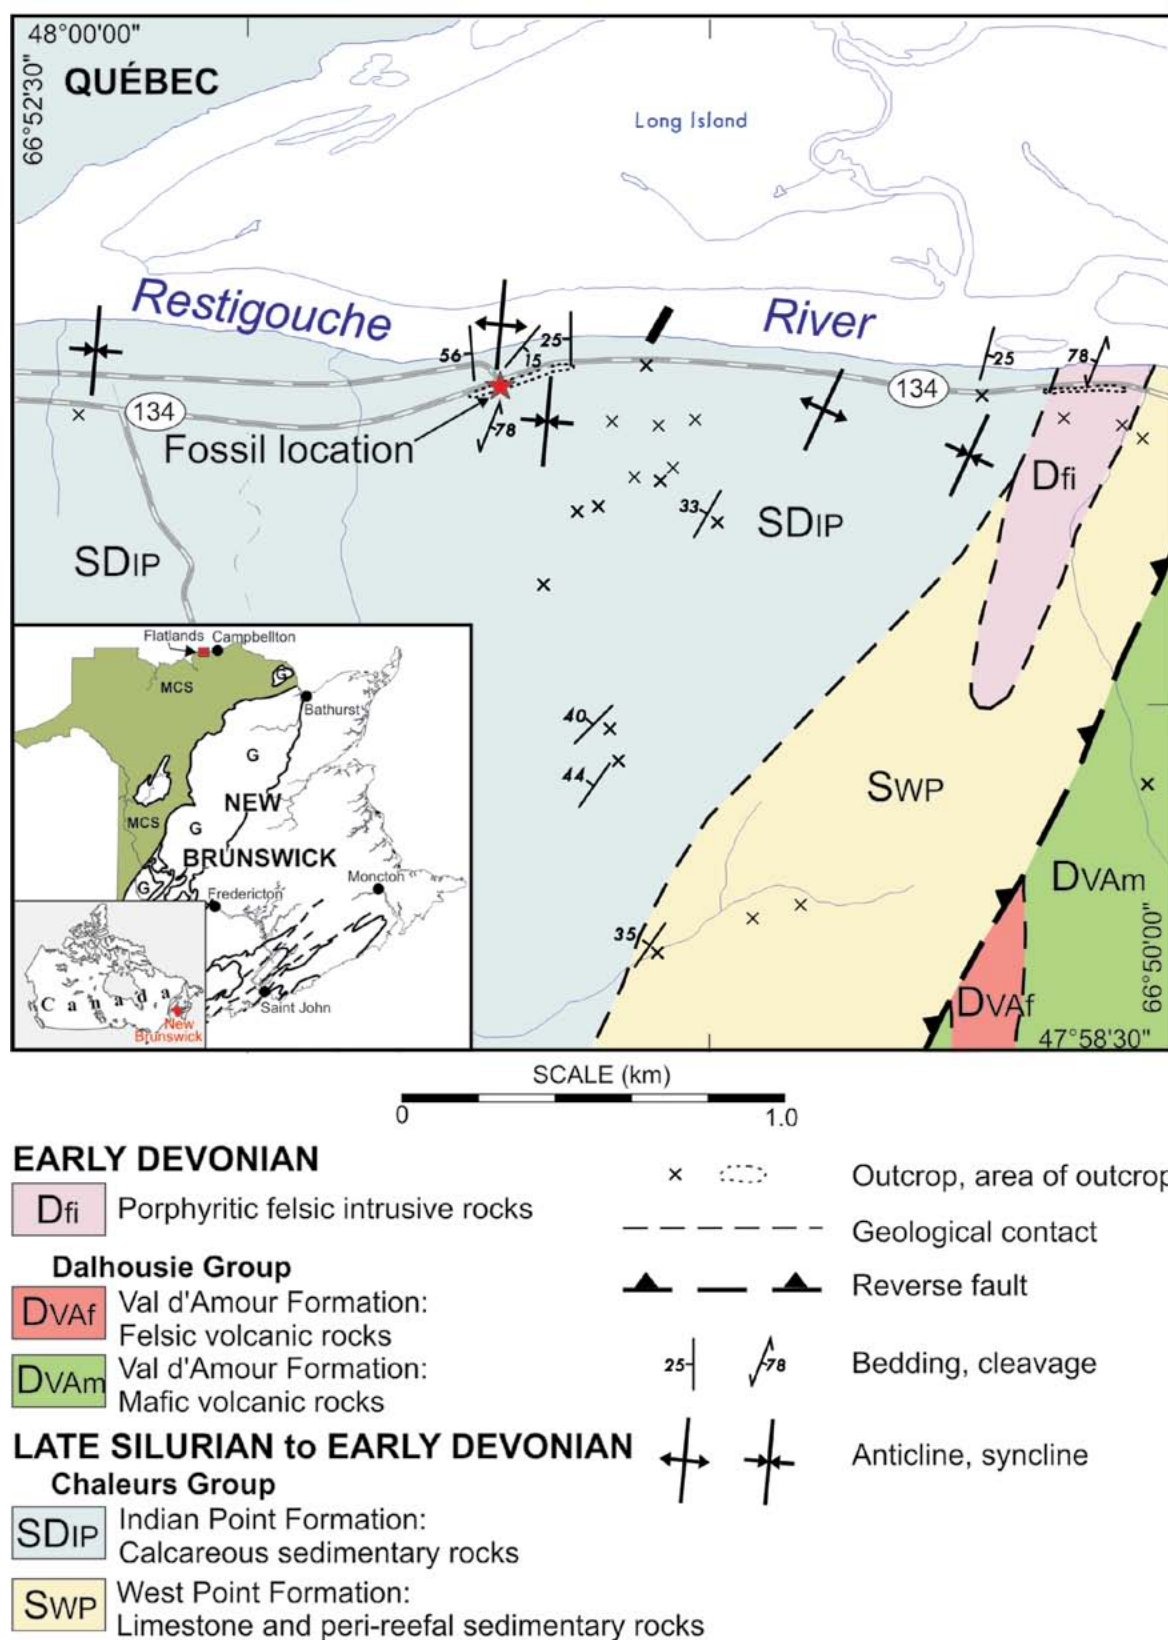 48°00'00"
66°52'30"
QUÉBEC
Long Island
Restigouche
River
56
15
25
25
78
134
134
Fossil location
78
Dfi
33
SDIP
SDIP
40
44
SWP
DVAm
35
DVAf
66°50'00"
47°58'30"
Flatlands
Campbellton
MCS
G
Bathurst
G
NEW
MCS
G
BRUNSWICK
Moncton
G
Fredericton
Canada
New
Brunswick
Saint John
SCALE (km)
0
1.0
EARLY DEVONIAN
Dfi Porphyritic felsic intrusive rocks
Dalhousie Group
DVAf Val d'Amour Formation:
Felsic volcanic rocks
DVAm Val d'Amour Formation:
Mafic volcanic rocks
LATE SILURIAN to EARLY DEVONIAN
Chaleurs Group
SDIP Indian Point Formation:
Calcareous sedimentary rocks
SWP West Point Formation:
Limestone and peri-reefal sedimentary rocks
Outcrop, area of outcrop
Geological contact
Reverse fault
25 78 Bedding, cleavage
Anticline, syncline